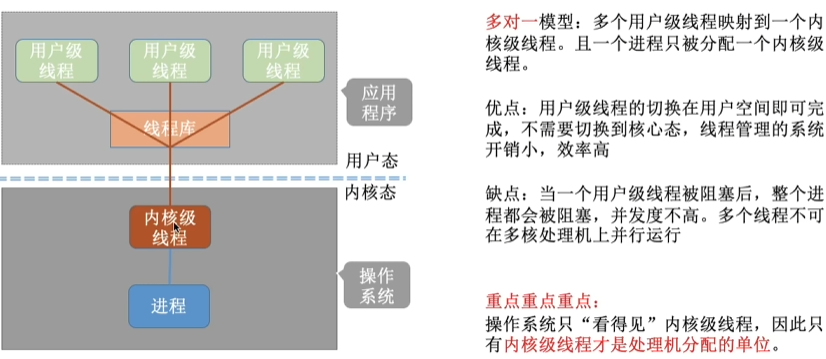 用户级
线程
用户级
线程
用户级
线程
线程库
应用
程序
用户态
内核态
内核级
线程
进程
操作
系统
多对一模型：多个用户级线程映射到一个内
核级线程。且一个进程只被分配一个内核级
线程。
优点：用户级线程的切换在用户空间即可完
成，不需要切换到核心态，线程管理的系统
开销小，效率高
缺点：当一个用户级线程被阻塞后，整个进
程都会被阻塞，并发度不高。多个线程不可
在多核处理机上并行运行
重点重点重点：
操作系统只“看得见”内核级线程，因此只
有内核级线程才是处理机分配的单位。